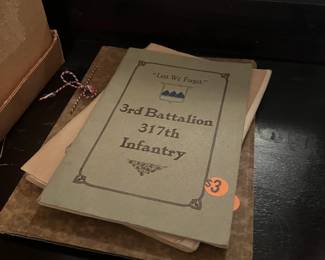 "Lest We Forget"
3rd Battalion
317th
Infantry
$3